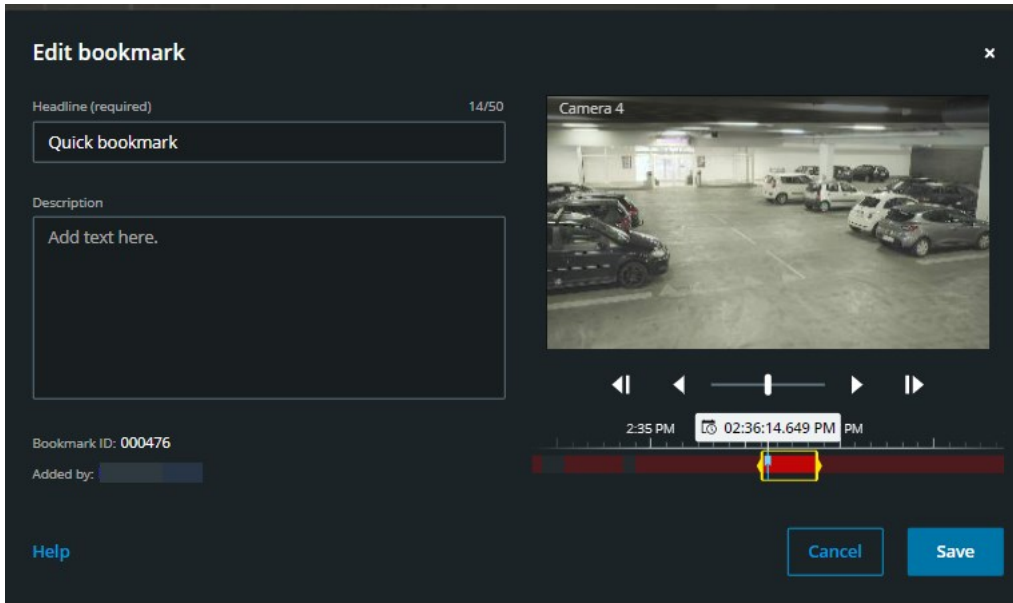 Edit bookmark
×
Headline (required) 14/50
Quick bookmark
Description
Add text here.
Bookmark ID: 000476
Added by:
Camera 4
2:35 PM 02:36:14.649 PM PM
Help
Cancel
Save